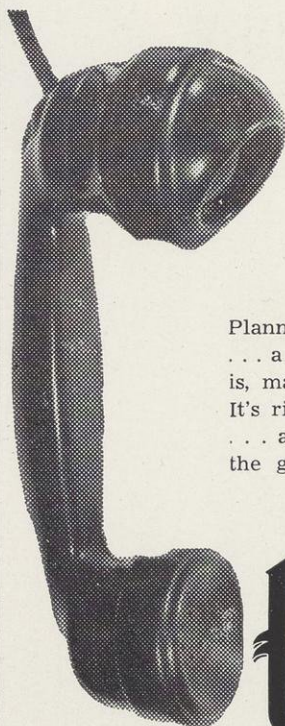 Plann
. . . a
is, ma
It's ri
. . . a
the g